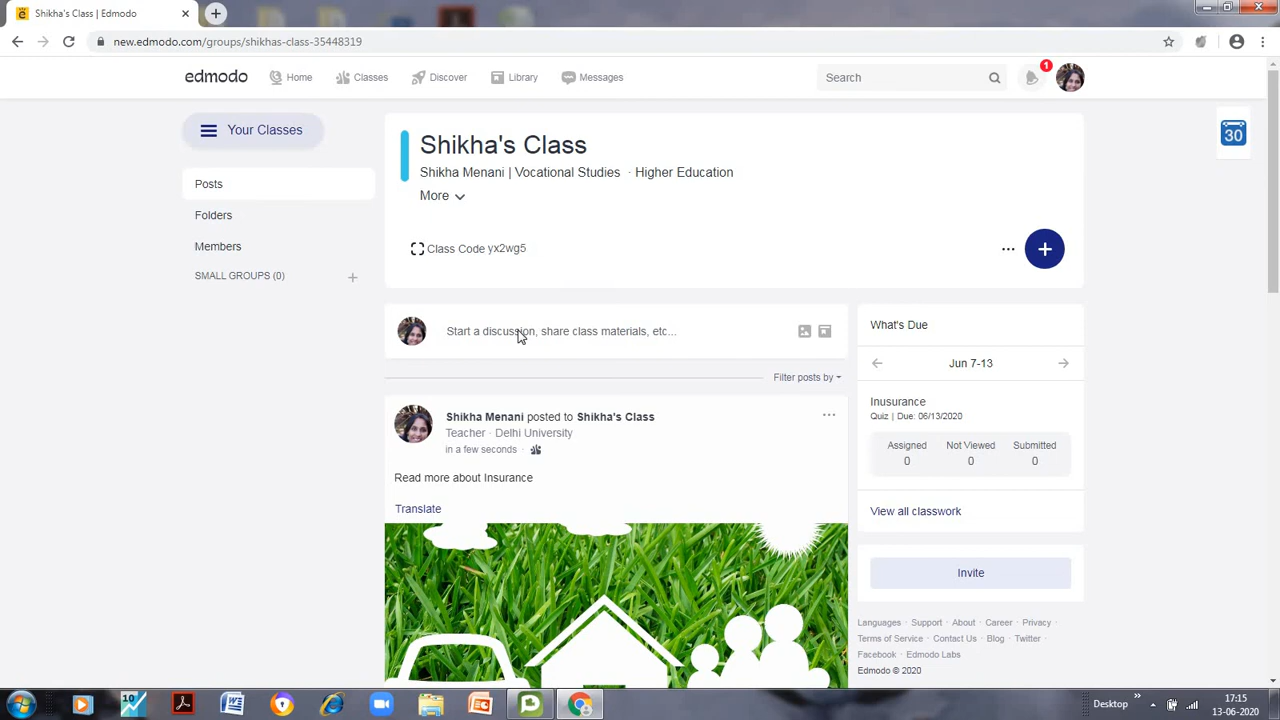 Shikha's Class | Edmodo
new.edmodo.com/groups/shikhas-class-35448319
edmodo
Home
Classes
Discover
Library
Messages
Search
1
Your Classes
Posts
Folders
Members
SMALL GROUPS (0)
Shikha's Class
Shikha Menani | Vocational Studies · Higher Education
More
Class Code yx2wg5
30
Start a discussion, share class materials, etc...
Filter posts by
Shikha Menani posted to Shikha's Class
Teacher · Delhi University
in a few seconds ·
Read more about Insurance
Translate
What's Due
Jun 7-13
Inusurance
Quiz | Due: 06/13/2020
Assigned Not Viewed Submitted
0 0 0
View all classwork
Invite
Languages · Support · About · Career · Privacy ·
Terms of Service · Contact Us · Blog · Twitter ·
Facebook · Edmodo Labs
Edmodo © 2020
10
Desktop
17:15
13-06-2020